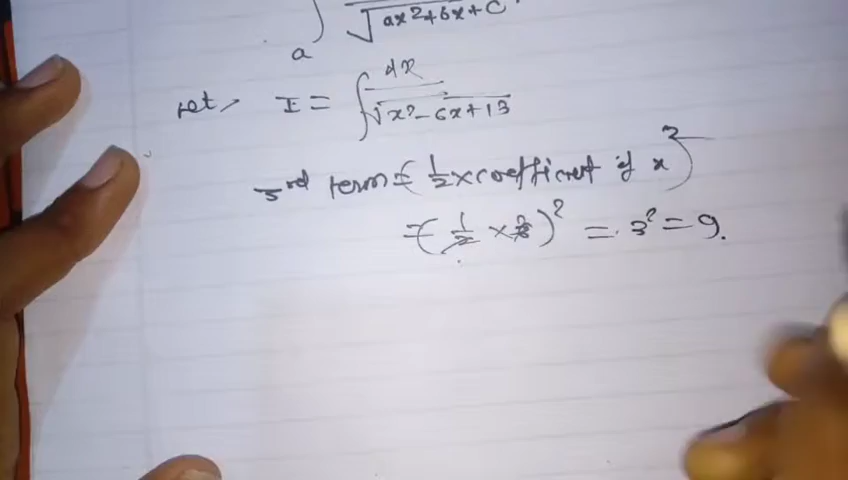 a √ax²+bx+c
Let, I = ∫dx/√x²-6x+13
3rd term = (½×coefficient of x)²
= (½ × 6)² = 3² = 9.